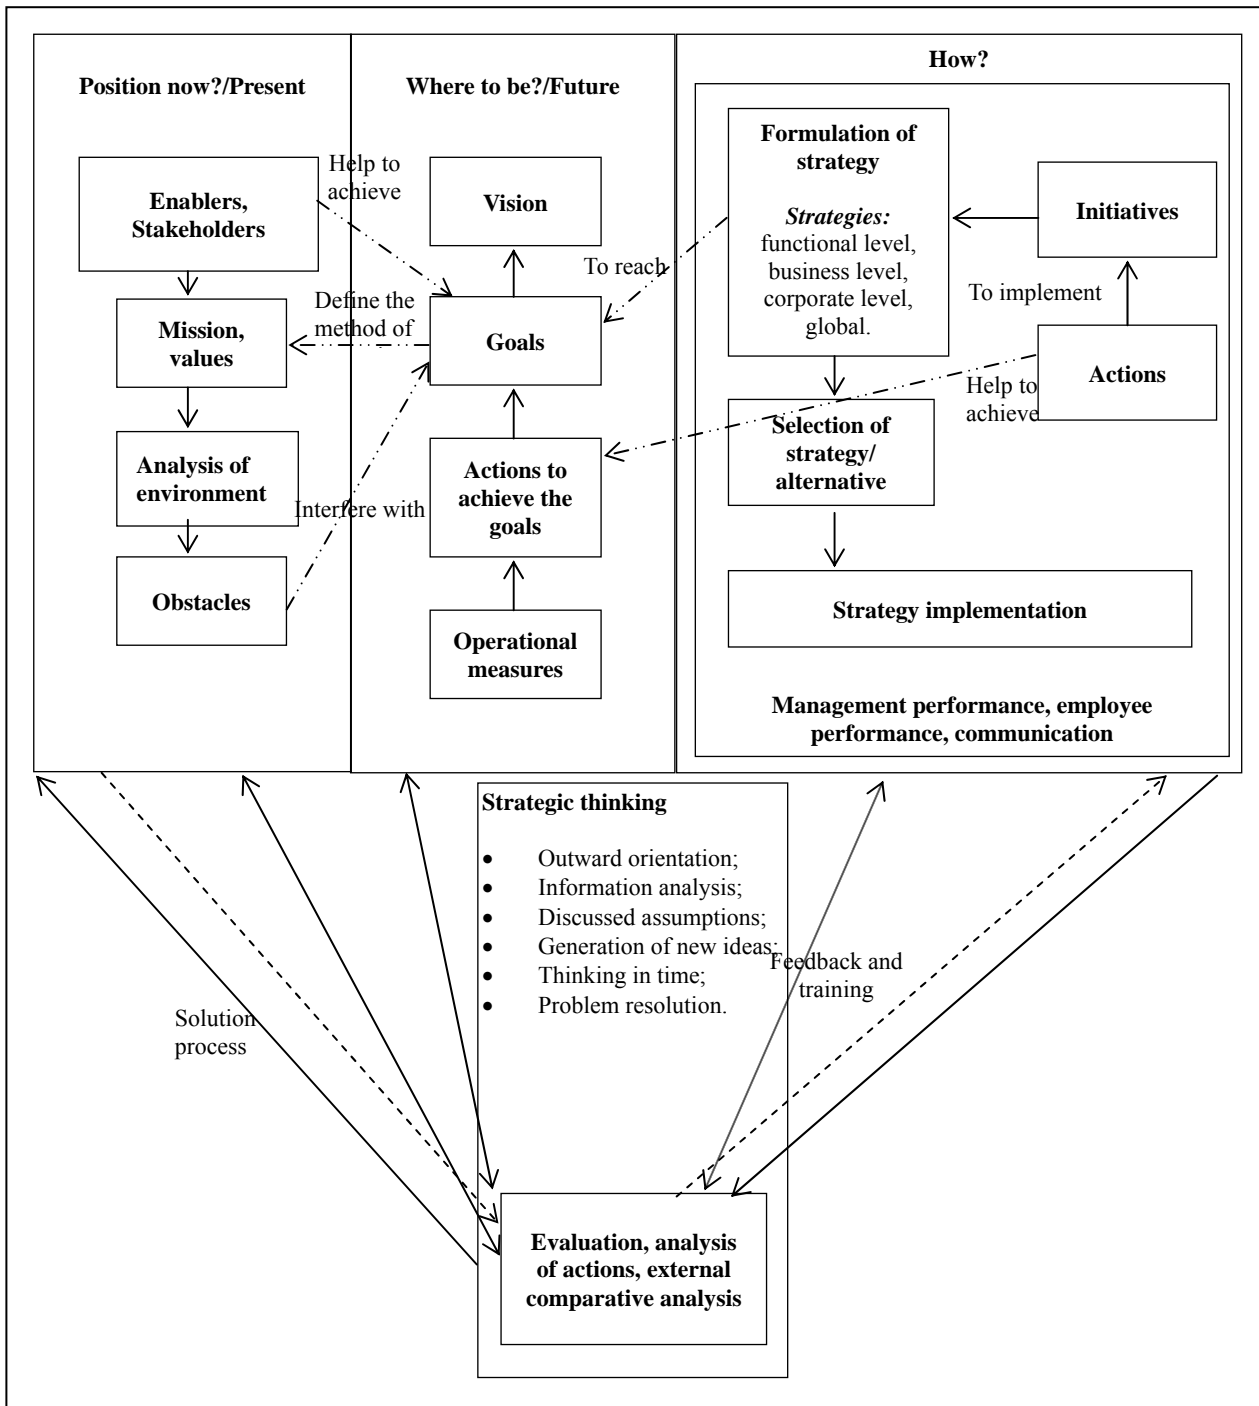 Position now?/Present
Enablers,
Stakeholders
Mission,
values
Analysis of
environment
Obstacles
Help to
achieve
Define the
method of
Interfere with
Where to be?/Future
Vision
Goals
Actions to
achieve the
goals
Operational
measures
To reach
How?
Formulation of
strategy
Strategies:
functional level,
business level,
corporate level,
global.
Initiatives
To implement
Actions
Help to
achieve
Selection of
strategy/
alternative
Strategy implementation
Management performance, employee
performance, communication
Strategic thinking
• Outward orientation;
• Information analysis;
• Discussed assumptions;
• Generation of new ideas;
• Thinking in time;
• Problem resolution.
Solution
process
Feedback and
training
Evaluation, analysis
of actions, external
comparative analysis